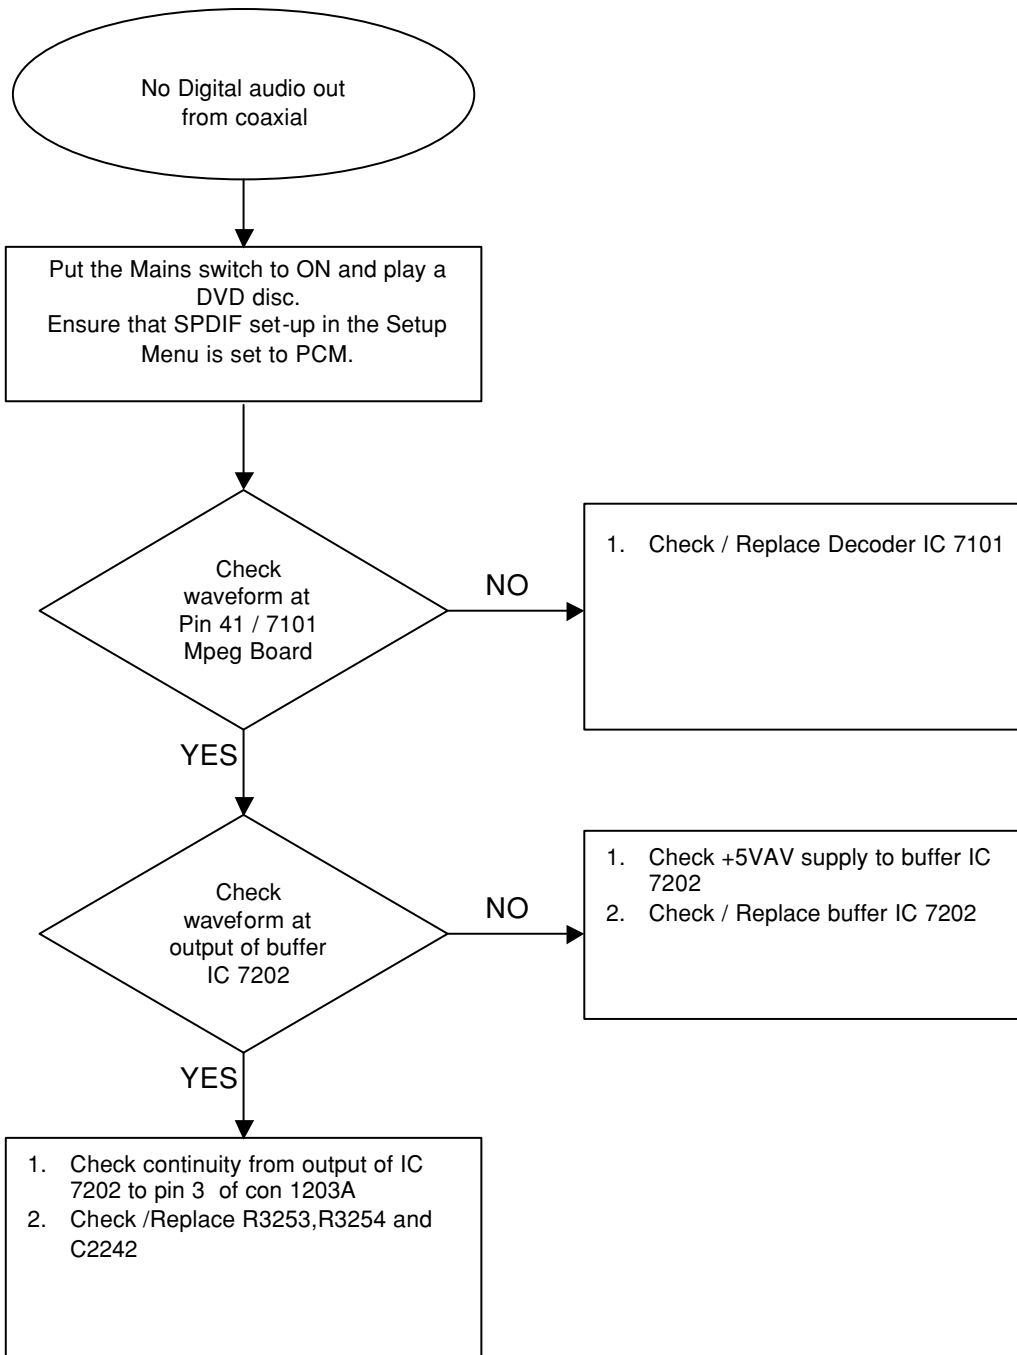 No Digital audio out
from coaxial
Put the Mains switch to ON and play a
DVD disc.
Ensure that SPDIF set-up in the Setup
Menu is set to PCM.
Check
waveform at
Pin 41 / 7101
Mpeg Board
NO
1. Check / Replace Decoder IC 7101
YES
Check
waveform at
output of buffer
IC 7202
NO
1. Check +5VAV supply to buffer IC
7202
2. Check / Replace buffer IC 7202
YES
1. Check continuity from output of IC
7202 to pin 3 of con 1203A
2. Check /Replace R3253,R3254 and
C2242